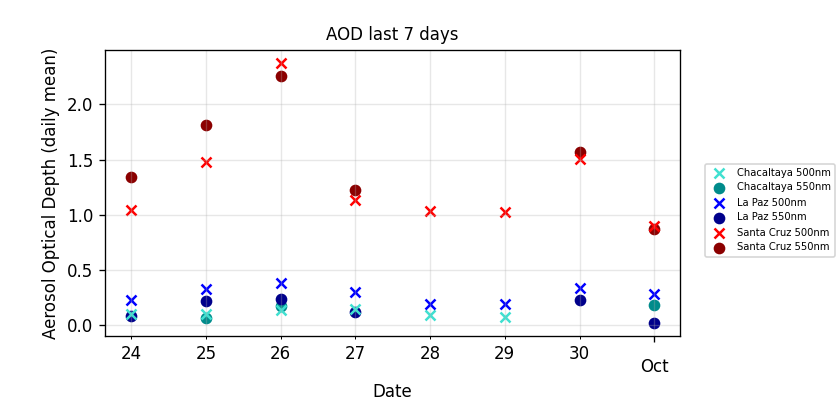 AOD last 7 days
Aerosol Optical Depth (daily mean)
2.0
1.5
1.0
0.5
0.0
24 25 26 27 28 29 30
Oct
Date
Chacaltaya 500nm
Chacaltaya 550nm
La Paz 500nm
La Paz 550nm
Santa Cruz 500nm
Santa Cruz 550nm